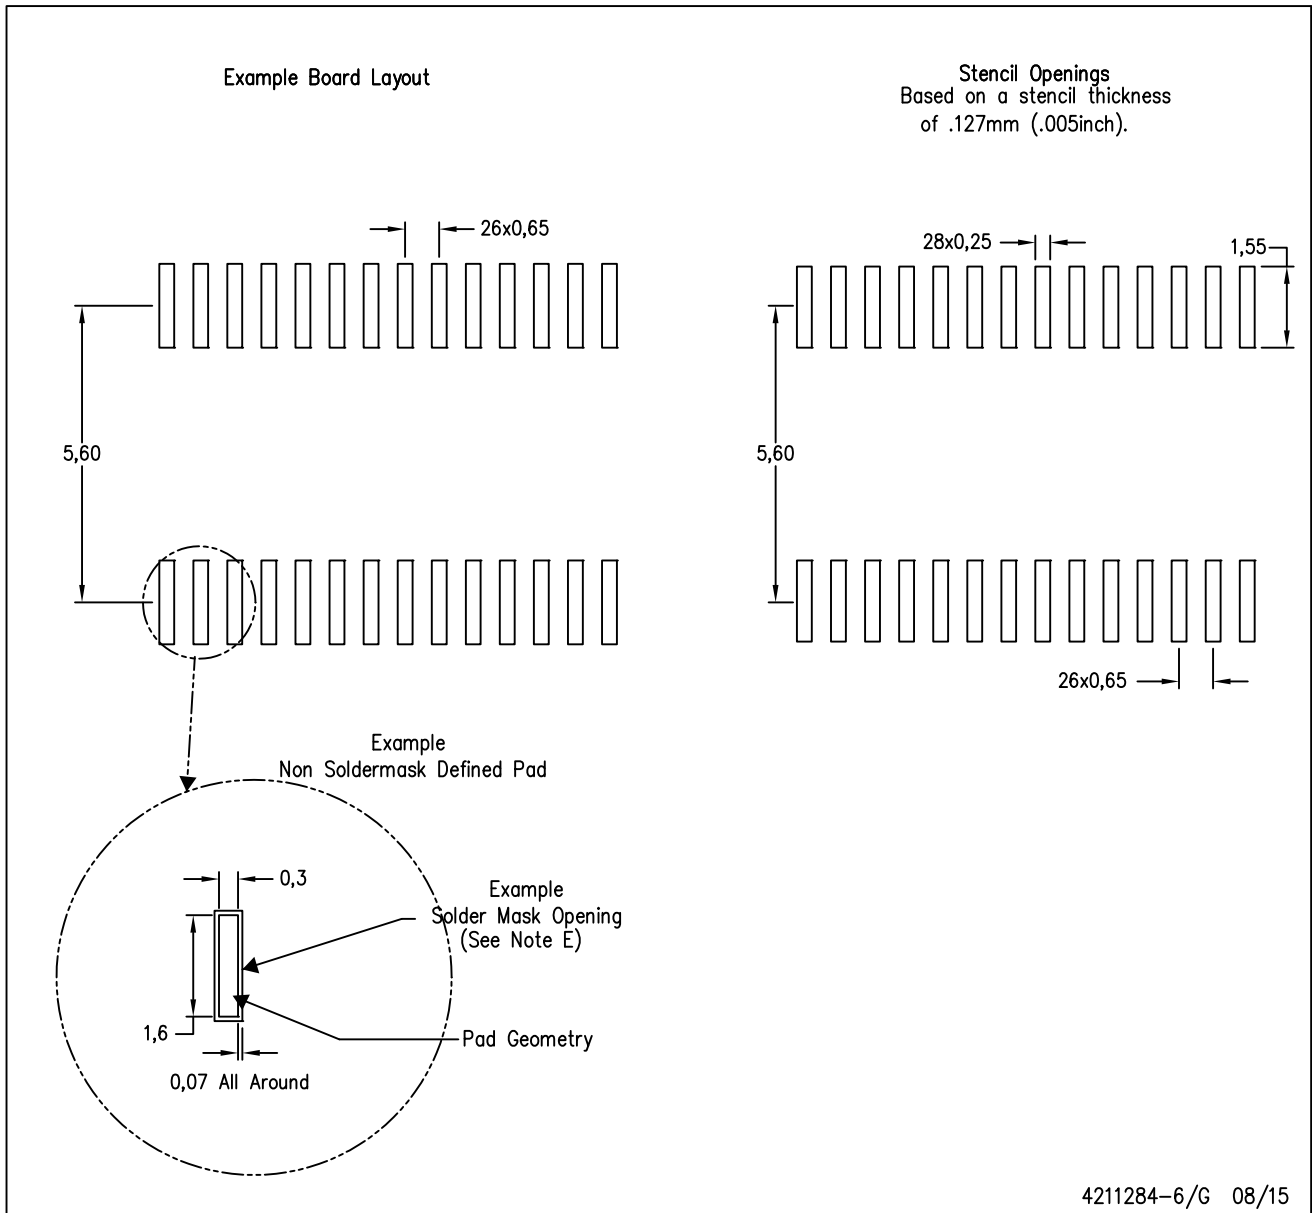 Example Board Layout
Stencil Openings
Based on a stencil thickness
of .127mm (.005inch).
26x0,65
28x0,25
1,55
5,60
5,60
26x0,65
Example
Non Soldermask Defined Pad
0,3
Example
Solder Mask Opening
(See Note E)
1,6
Pad Geometry
0,07 All Around
4211284-6/G 08/15